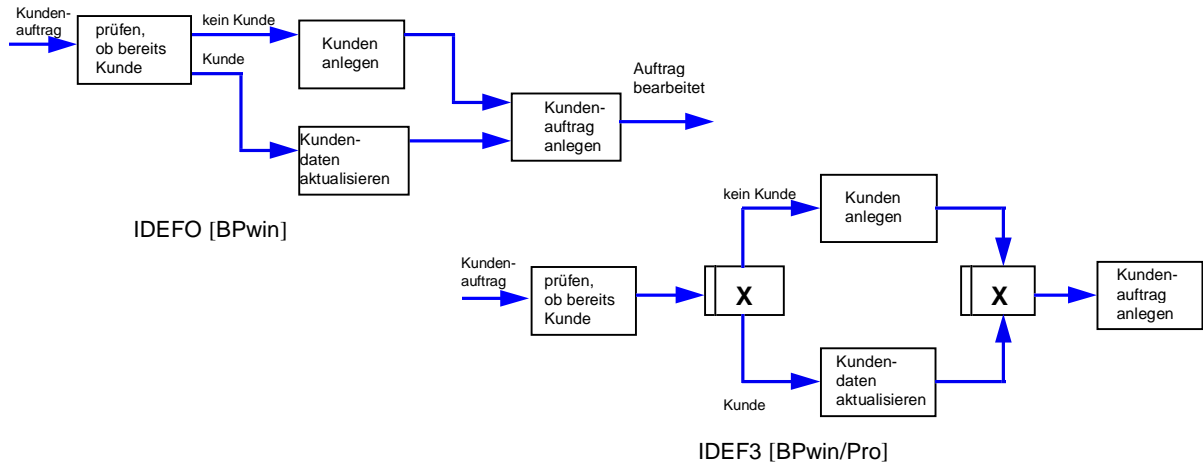 Kunden-
auftrag
prüfen,
ob bereits
Kunde
kein Kunde
Kunde
Kunden
anlegen
Kunden-
daten
aktualisieren
Kunden-
auftrag
anlegen
Auftrag
bearbeitet
IDEFO [BPwin]
Kunden-
auftrag
prüfen,
ob bereits
Kunde
X
kein Kunde
Kunde
Kunden
anlegen
Kunden-
daten
aktualisieren
X
Kunden-
auftrag
anlegen
IDEF3 [BPwin/Pro]